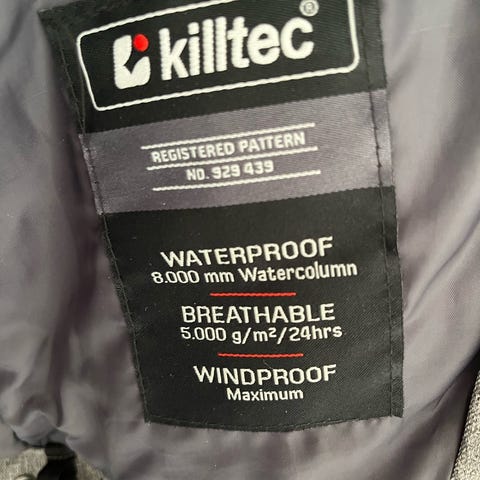 killtec®
REGISTERED PATTERN
NO. 929 439
WATERPROOF
8.000 mm Watercolumn
BREATHABLE
5.000 g/m²/24hrs
WINDPROOF
Maximum